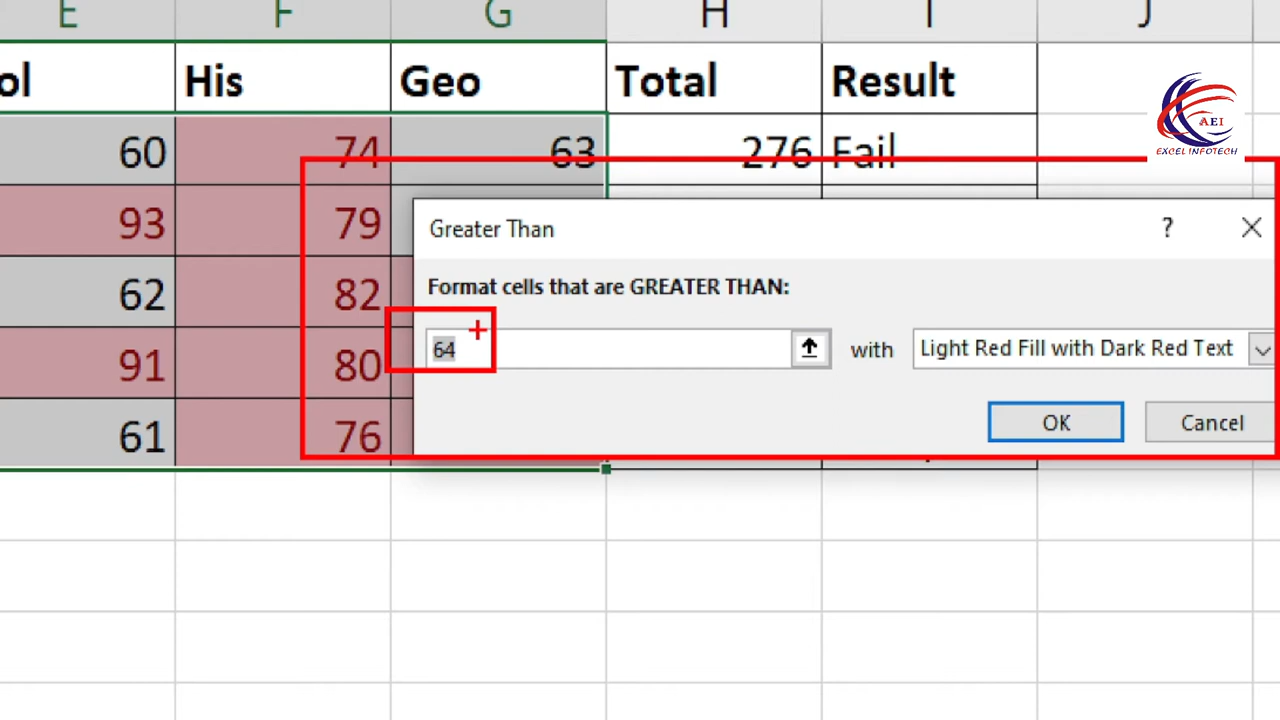 E F G H I J
ol His Geo Total Result
60 74 63 276 Fail
AEI
EXCEL INFOTECH
93 79
Greater Than ?
Format cells that are GREATER THAN:
62 82
64 with Light Red Fill with Dark Red Text
91 80
OK Cancel
61 76